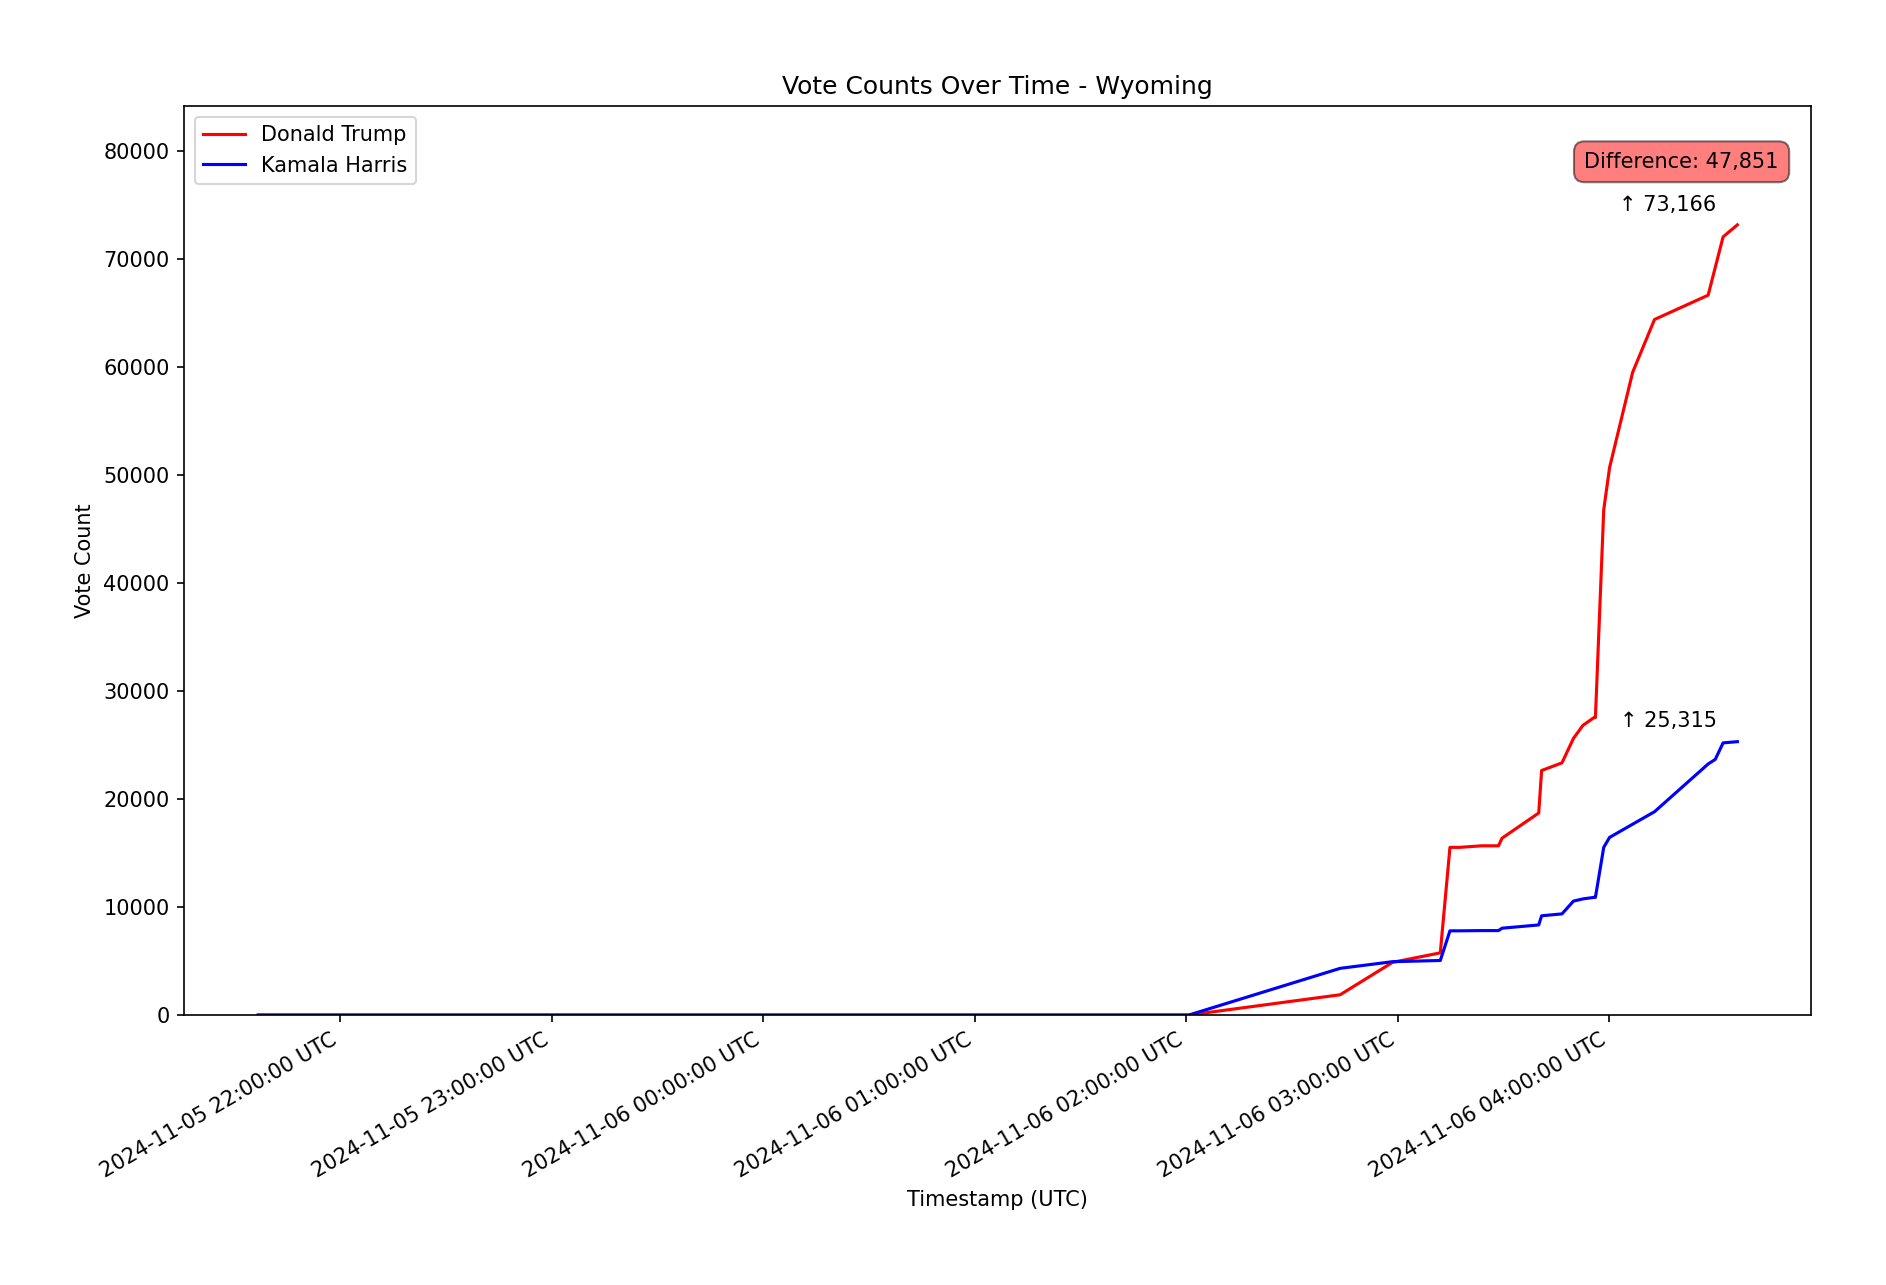 Vote Counts Over Time - Wyoming
Donald Trump
Kamala Harris
Difference: 47,851
↑ 73,166
↑ 25,315
Vote Count
80000
70000
60000
50000
40000
30000
20000
10000
0
2024-11-05 22:00:00 UTC
2024-11-05 23:00:00 UTC
2024-11-06 00:00:00 UTC
2024-11-06 01:00:00 UTC
2024-11-06 02:00:00 UTC
2024-11-06 03:00:00 UTC
2024-11-06 04:00:00 UTC
Timestamp (UTC)